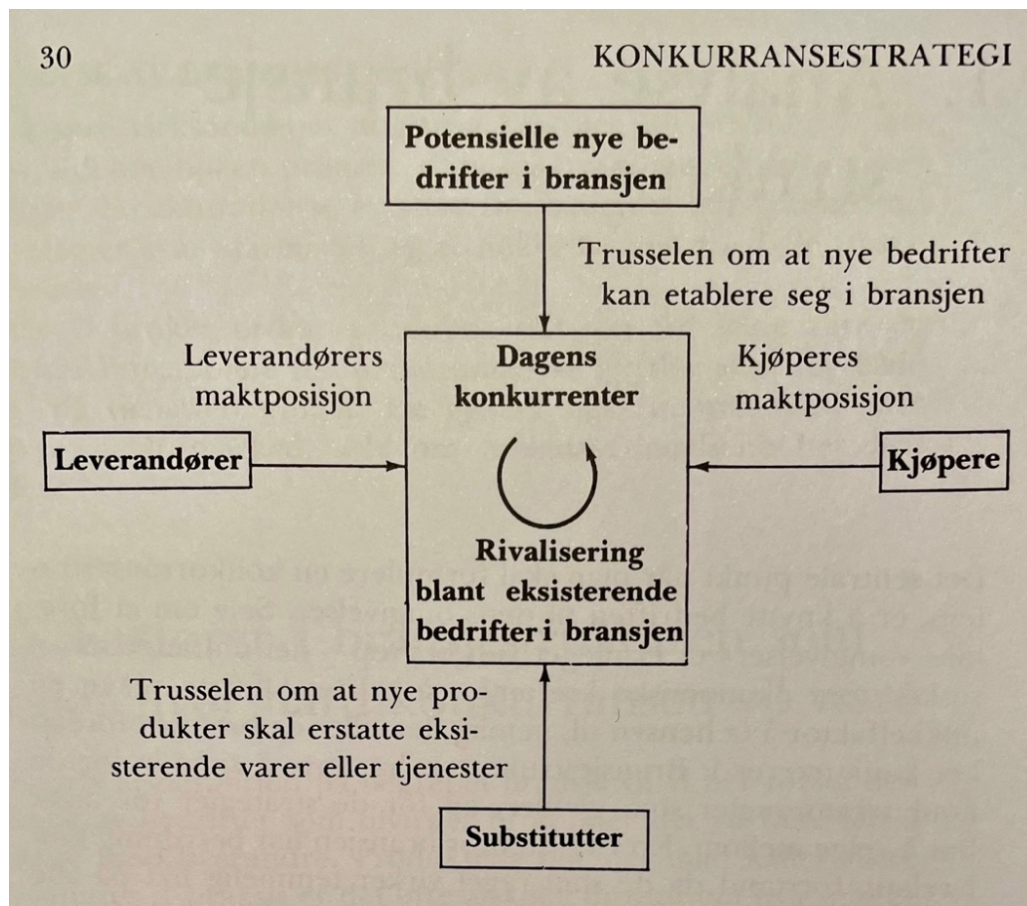 30
KONKURRANSESTRATEGI
Potensielle nye be-
drifter i bransjen
Trusselen om at nye bedrifter
kan etablere seg i bransjen
Leverandørers
maktposisjon
Dagens
konkurrenter
Kjøperes
maktposisjon
Leverandører
Kjøpere
Rivalisering
blant eksisterende
bedrifter i bransjen
Trusselen om at nye pro-
dukter skal erstatte eksi-
sterende varer eller tjenester
Substitutter